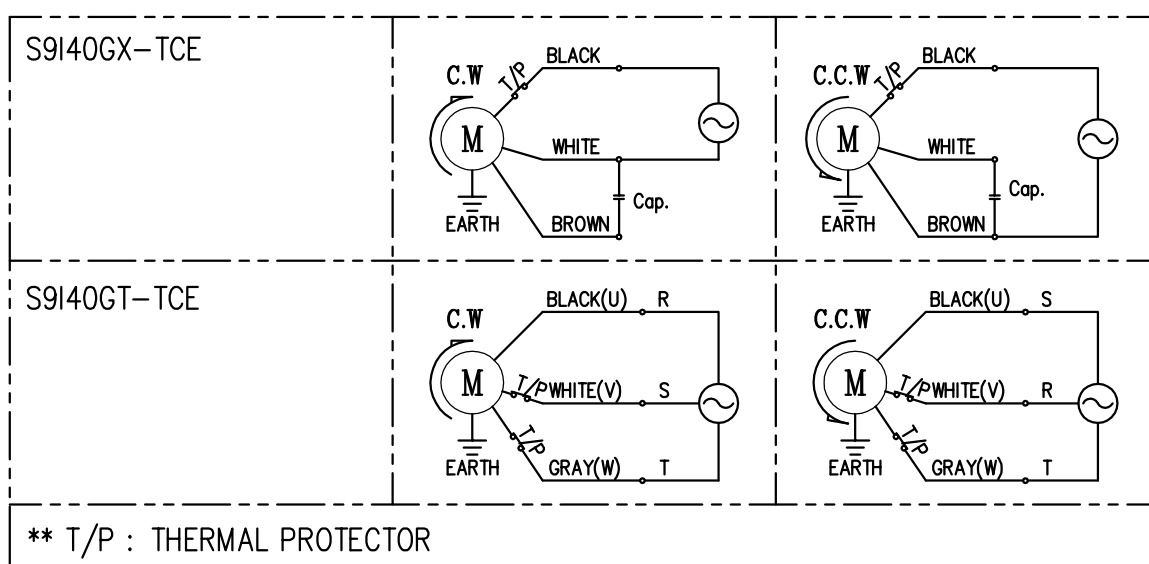 S9I40GX-TCE
C.W
T/P
BLACK
M
WHITE
Cap.
EARTH
BROWN
C.C.W
T/P
BLACK
M
WHITE
Cap.
EARTH
BROWN
S9I40GT-TCE
C.W
BLACK(U) R
M
T/P WHITE(V) S
T/P
EARTH
GRAY(W) T
C.C.W
BLACK(U) S
M
T/P WHITE(V) R
T/P
EARTH
GRAY(W) T
** T/P : THERMAL PROTECTOR